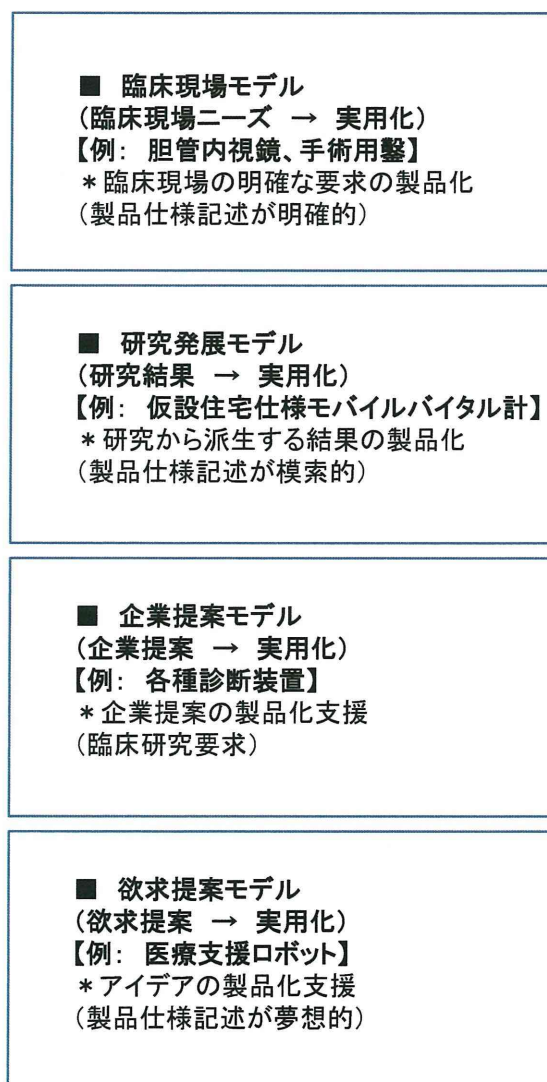 ■ 臨床現場モデル
(臨床現場ニーズ → 実用化)
【例: 胆管内視鏡、手術用鑿】
＊臨床現場の明確な要求の製品化
(製品仕様記述が明確的)
■ 研究発展モデル
(研究結果 → 実用化)
【例: 仮設住宅仕様モバイルバイタル計】
＊研究から派生する結果の製品化
(製品仕様記述が模索的)
■ 企業提案モデル
(企業提案 → 実用化)
【例: 各種診断装置】
＊企業提案の製品化支援
(臨床研究要求)
■ 欲求提案モデル
(欲求提案 → 実用化)
【例: 医療支援ロボット】
＊アイデアの製品化支援
(製品仕様記述が夢想的)